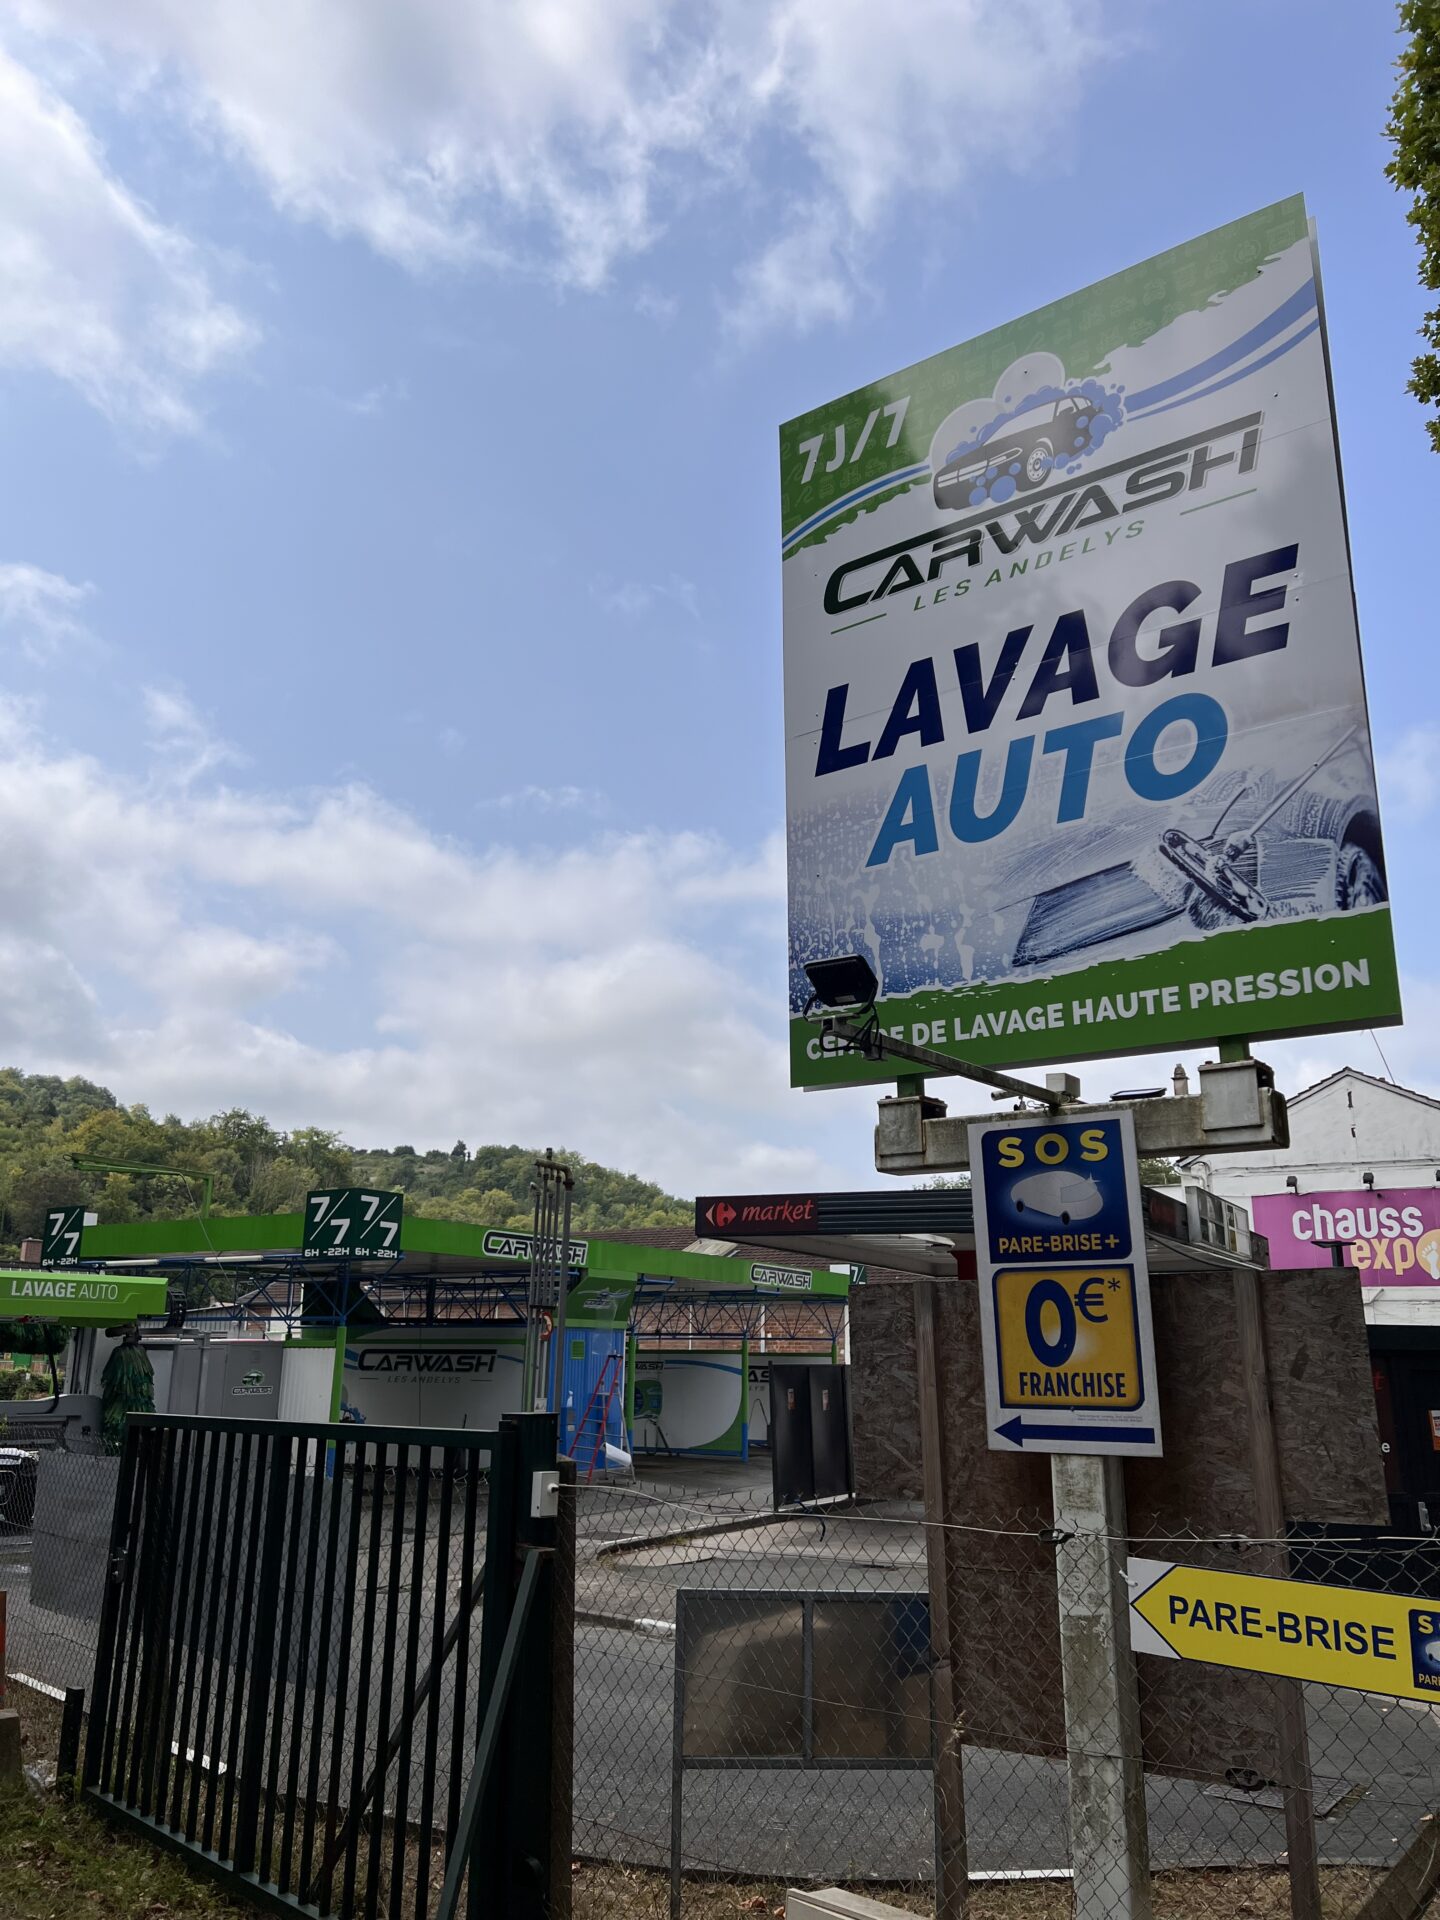 7J/7
CARWASH
LES ANDELYS
LAVAGE
AUTO
CENTRE DE LAVAGE HAUTE PRESSION
SOS
PARE-BRISE+
0€*
FRANCHISE
market
chauss
expo
7/7
6H -22H
7/7
6H -22H
7/7
6H -22H
CARWASH
CARWASH
LAVAGE AUTO
CARWASH
LES ANDELYS
PARE-BRISE